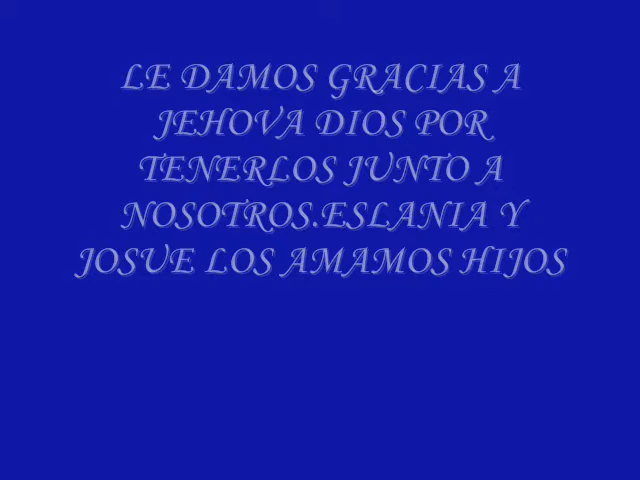 LE DAMOS GRACIAS A
JEHOVA DIOS POR
TENERLOS JUNTO A
NOSOTROS.ESLANIA Y
JOSUE LOS AMAMOS HIJOS